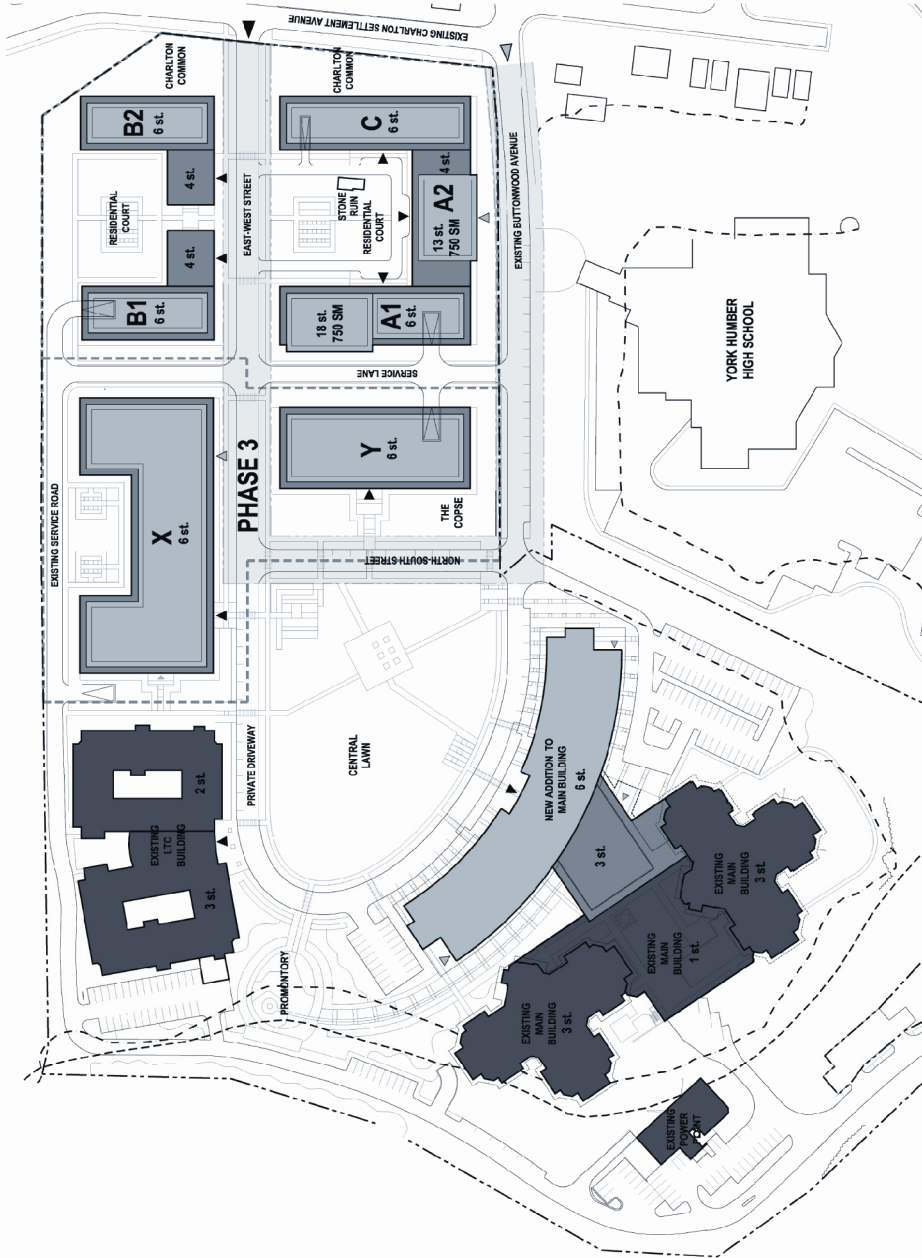 EXISTING CHARLTON SETTLEMENT AVENUE
CHARLTON
COMMON
CHARLTON
COMMON
B2
6 st.
4 st.
RESIDENTIAL
COURT
4 st.
B1
6 st.
EAST-WEST STREET
C
6 st.
4 st.
A2
13 st.
750 SM
STONE
RUIN
RESIDENTIAL
COURT
18 st.
750 SM
A1
6 st.
EXISTING BUTTONWOOD AVENUE
SERVICE LANE
YORK HUMBER
HIGH SCHOOL
EXISTING SERVICE ROAD
X
6 st.
PHASE 3
Y
6 st.
THE
COPSE
NORTH-SOUTH STREET
PRIVATE DRIVEWAY
CENTRAL
LAWN
2 st.
EXISTING
LTC
BUILDING
3 st.
NEW ADDITION TO
MAIN BUILDING
6 st.
3 st.
PROMONTORY
EXISTING
MAIN
BUILDING
3 st.
EXISTING
MAIN
BUILDING
1 st.
EXISTING
MAIN
BUILDING
3 st.
EXISTING
POWER